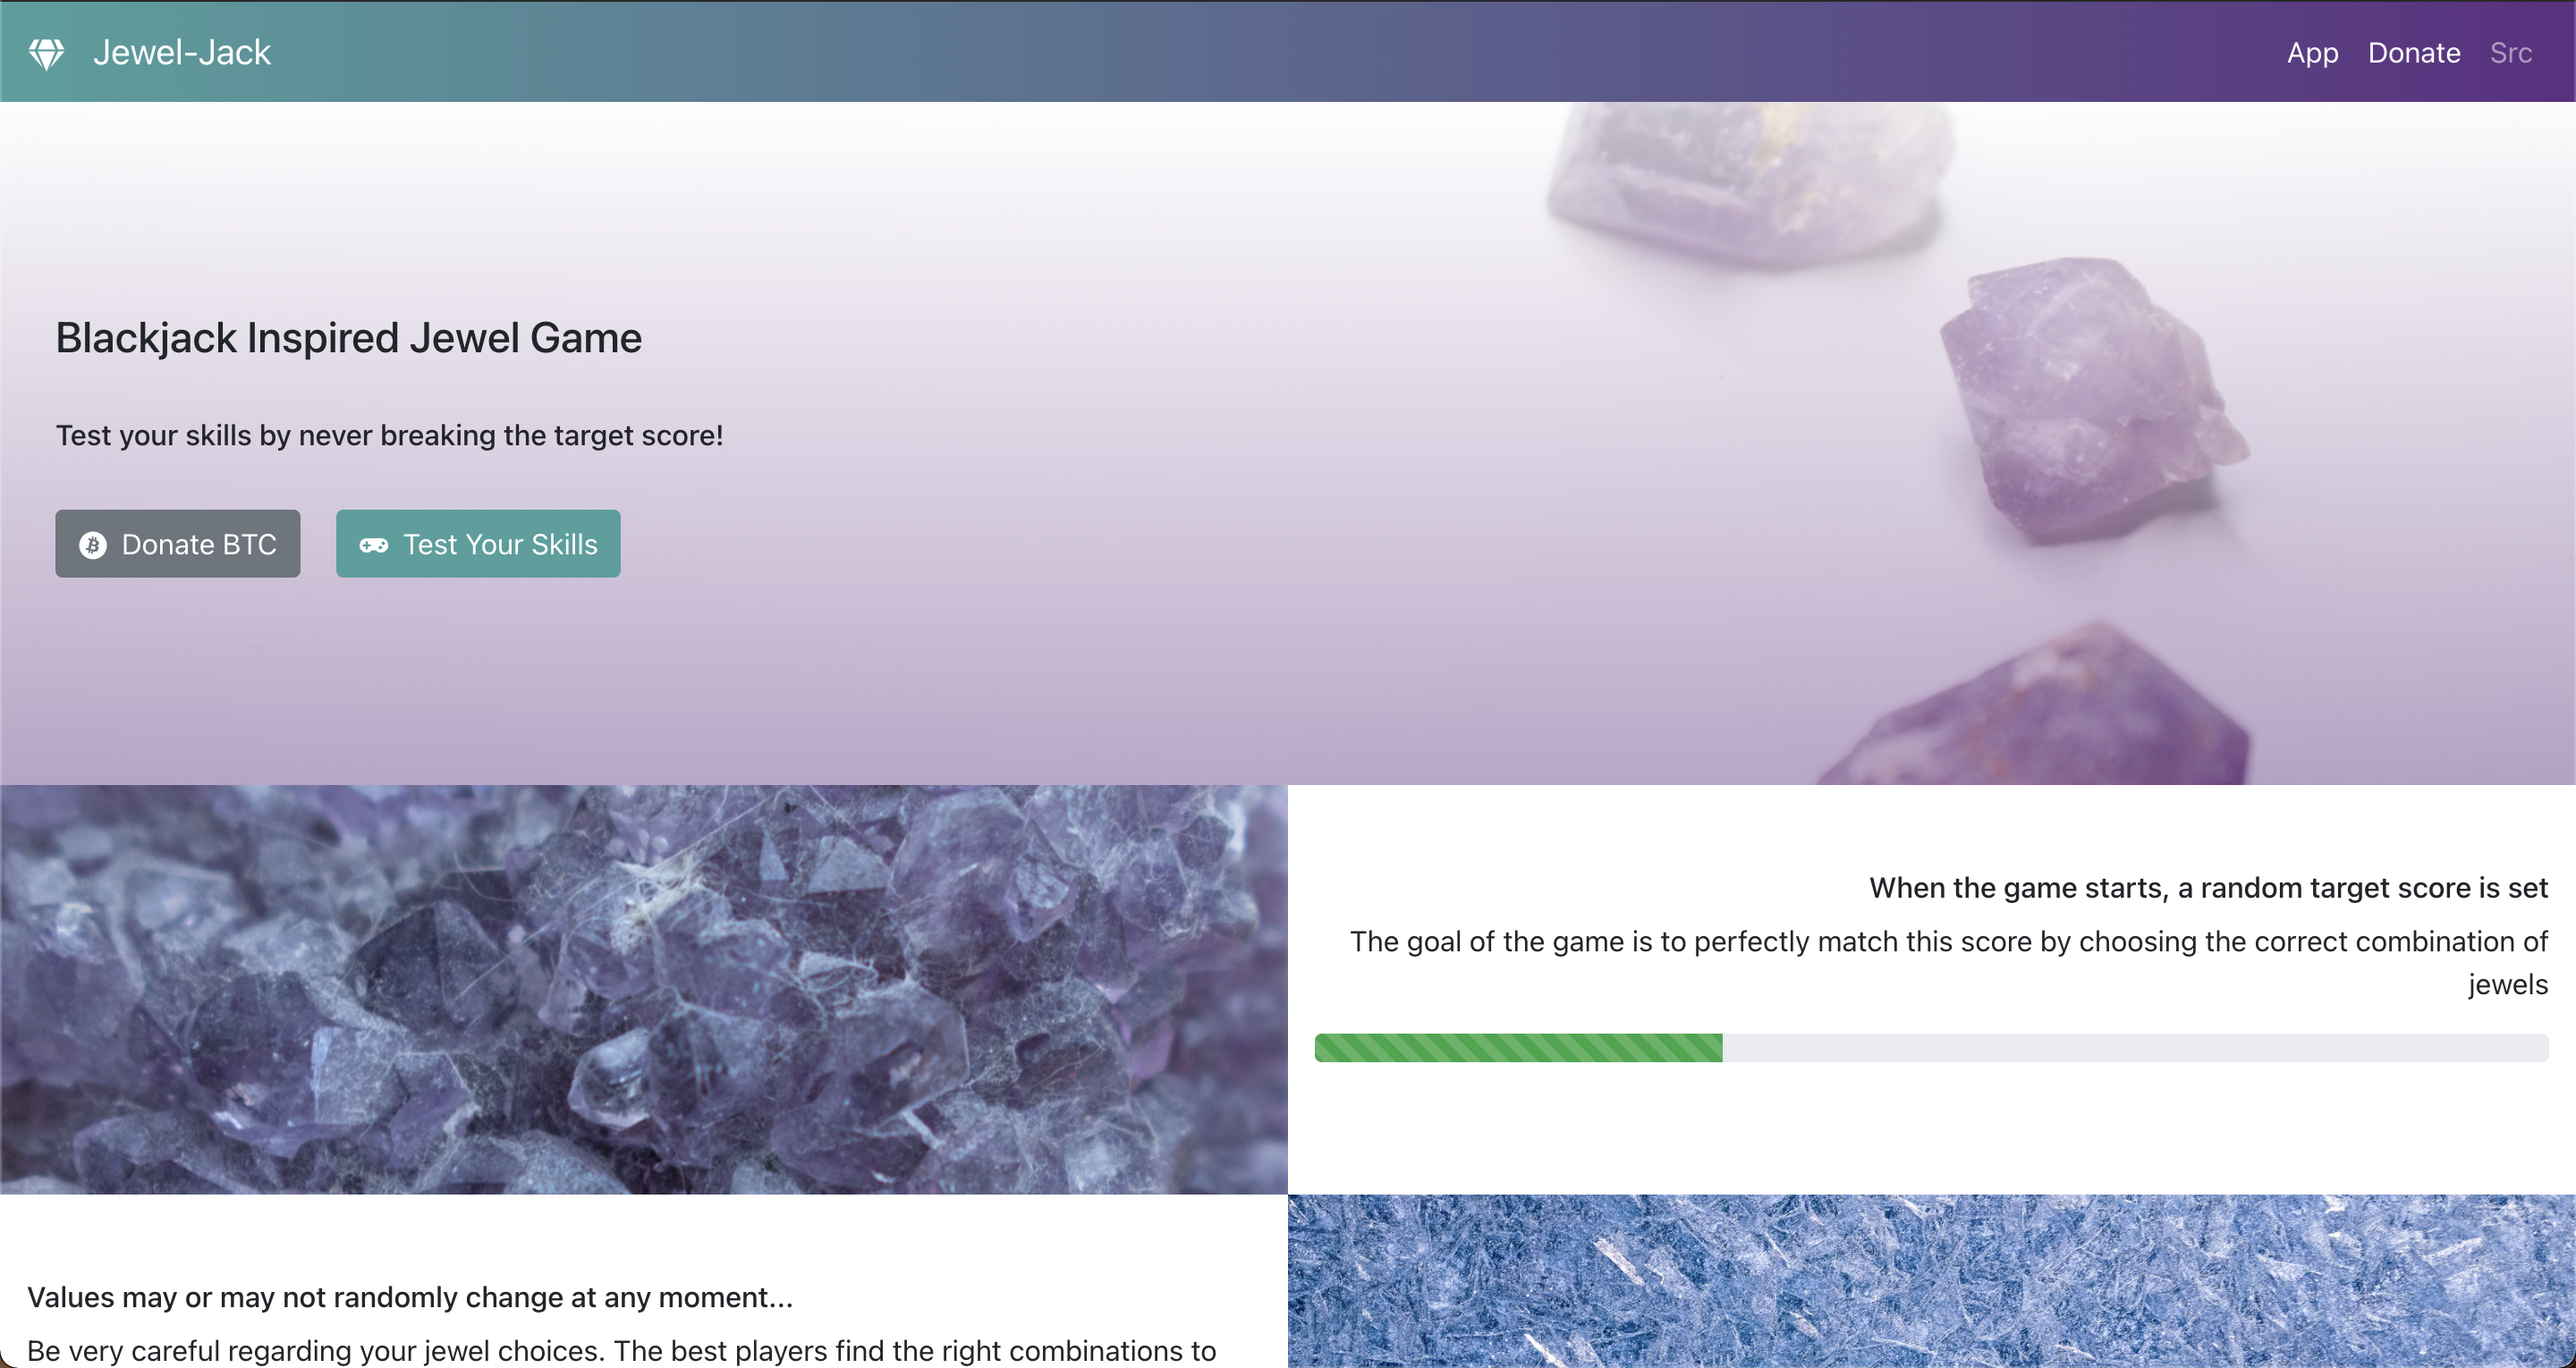 Jewel-Jack
App Donate Src
Blackjack Inspired Jewel Game
Test your skills by never breaking the target score!
Donate BTC
Test Your Skills
When the game starts, a random target score is set
The goal of the game is to perfectly match this score by choosing the correct combination of
jewels
Values may or may not randomly change at any moment...
Be very careful regarding your jewel choices. The best players find the right combinations to